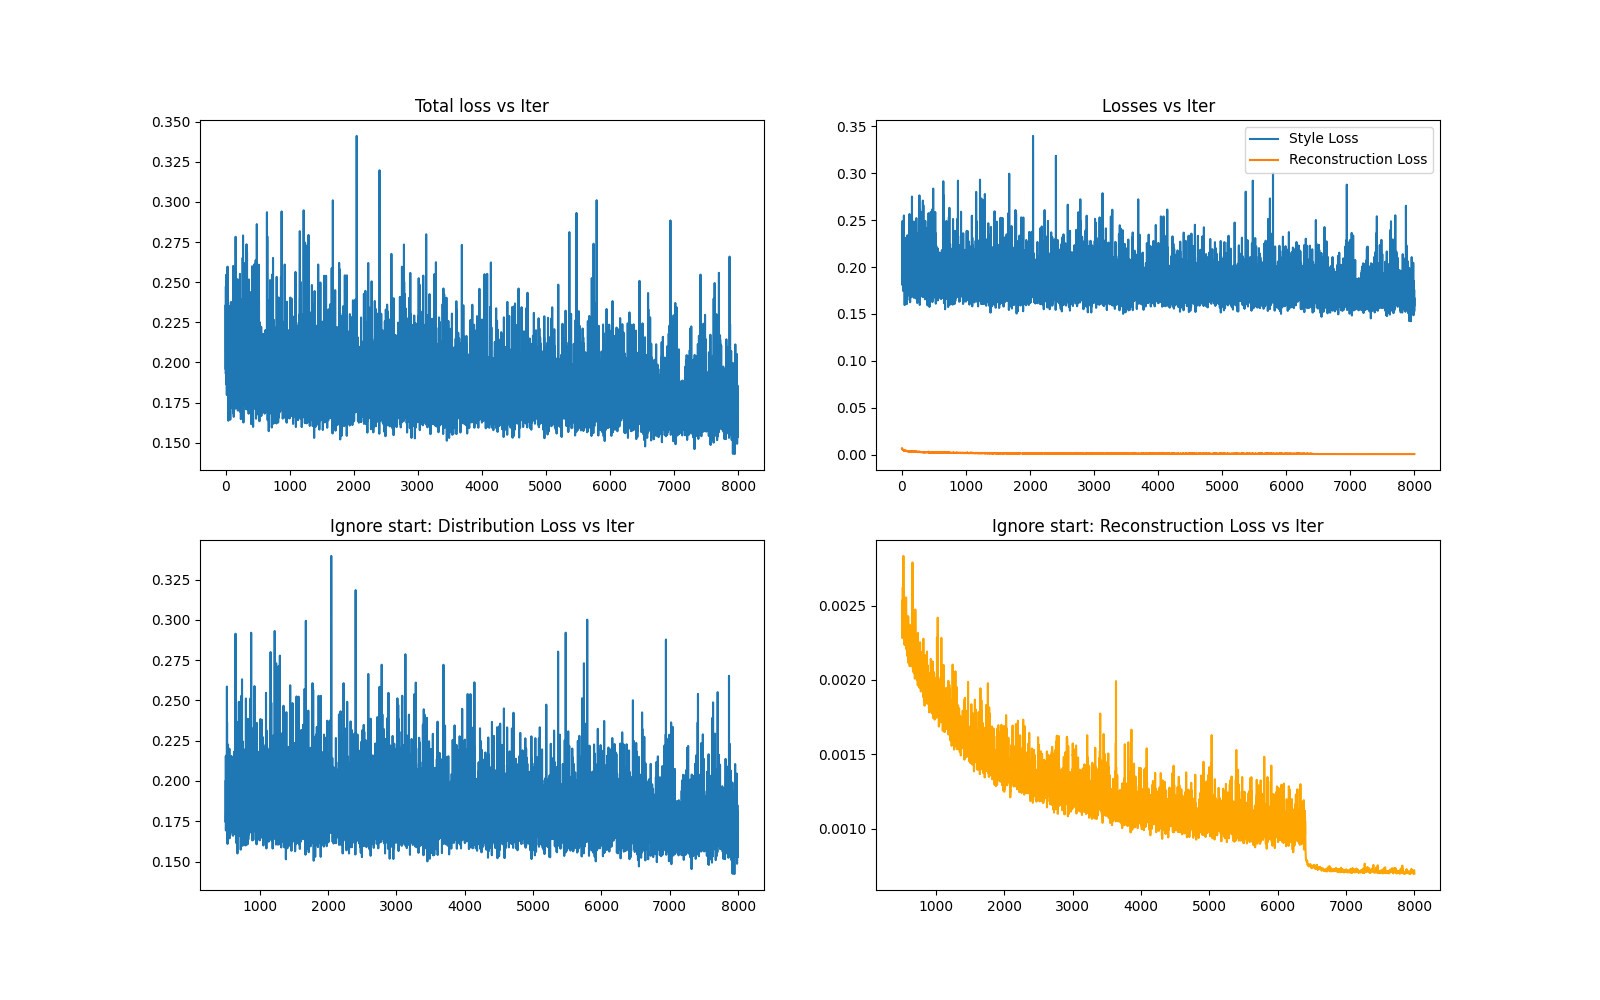 Total loss vs Iter
0.350
0.325
0.300
0.275
0.250
0.225
0.200
0.175
0.150
0 1000 2000 3000 4000 5000 6000 7000 8000
Losses vs Iter
Style Loss
Reconstruction Loss
0.35
0.30
0.25
0.20
0.15
0.10
0.05
0.00
0 1000 2000 3000 4000 5000 6000 7000 8000
Ignore start: Distribution Loss vs Iter
0.325
0.300
0.275
0.250
0.225
0.200
0.175
0.150
1000 2000 3000 4000 5000 6000 7000 8000
Ignore start: Reconstruction Loss vs Iter
0.0025
0.0020
0.0015
0.0010
1000 2000 3000 4000 5000 6000 7000 8000